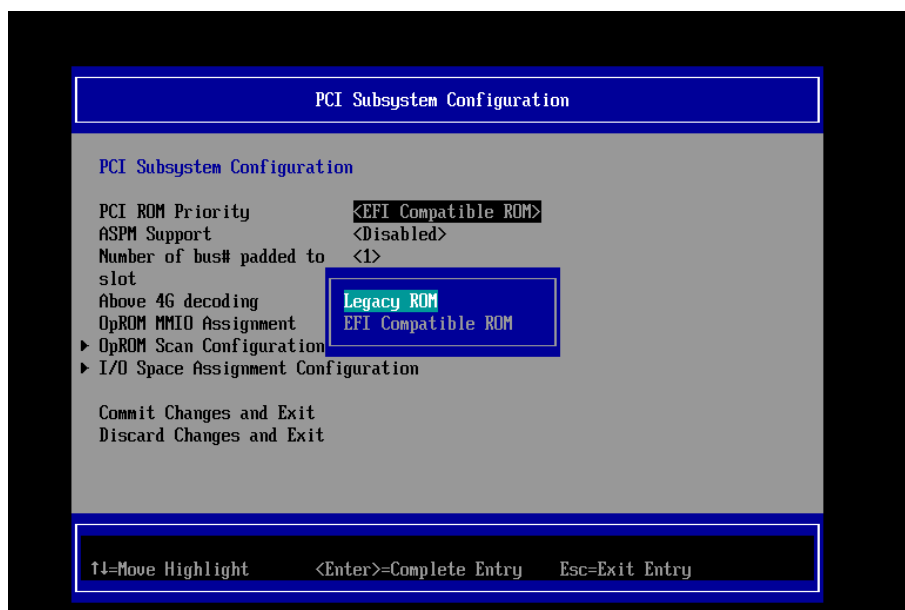 PCI Subsystem Configuration
PCI Subsystem Configuration
PCI ROM Priority <EFI Compatible ROM>
ASPM Support <Disabled>
Number of bus# padded to <1>
slot
Above 4G decoding Legacy ROM
OpROM MMIO Assignment EFI Compatible ROM
▶ OpROM Scan Configuration
▶ I/O Space Assignment Configuration
Commit Changes and Exit
Discard Changes and Exit
↑↓=Move Highlight <Enter>=Complete Entry Esc=Exit Entry